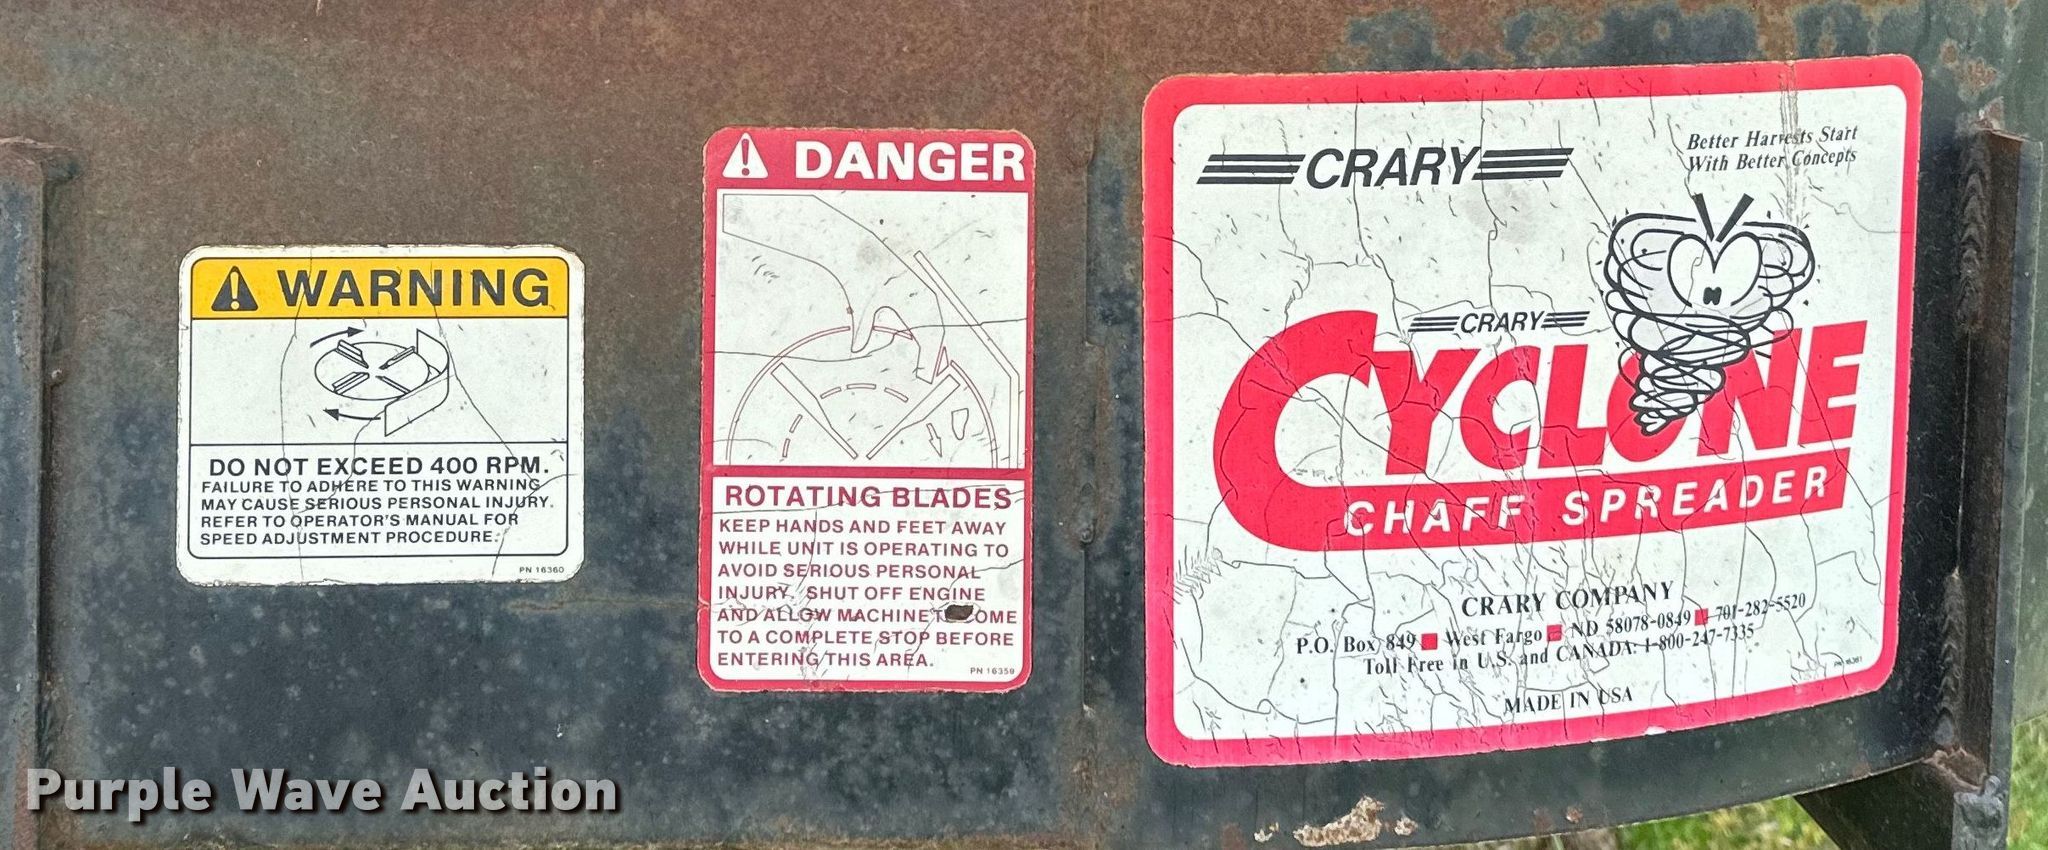 WARNING
DO NOT EXCEED 400 RPM.
FAILURE TO ADHERE TO THIS WARNING
MAY CAUSE SERIOUS PERSONAL INJURY.
REFER TO OPERATOR'S MANUAL FOR
SPEED ADJUSTMENT PROCEDURE.
PN 16360
DANGER
ROTATING BLADES
KEEP HANDS AND FEET AWAY
WHILE UNIT IS OPERATING TO
AVOID SERIOUS PERSONAL
INJURY. SHUT OFF ENGINE
AND ALLOW MACHINE TO COME
TO A COMPLETE STOP BEFORE
ENTERING THIS AREA.
PN 16359
CRARY
Better Harvests Start
With Better Concepts
CRARY
CYCLONE
CHAFF SPREADER
CRARY COMPANY
P.O. Box 849 West Fargo ND 58078-0849 701-282-5520
Toll Free in U.S. and CANADA: 1-800-247-7335
PN 16361
MADE IN USA
Purple Wave Auction